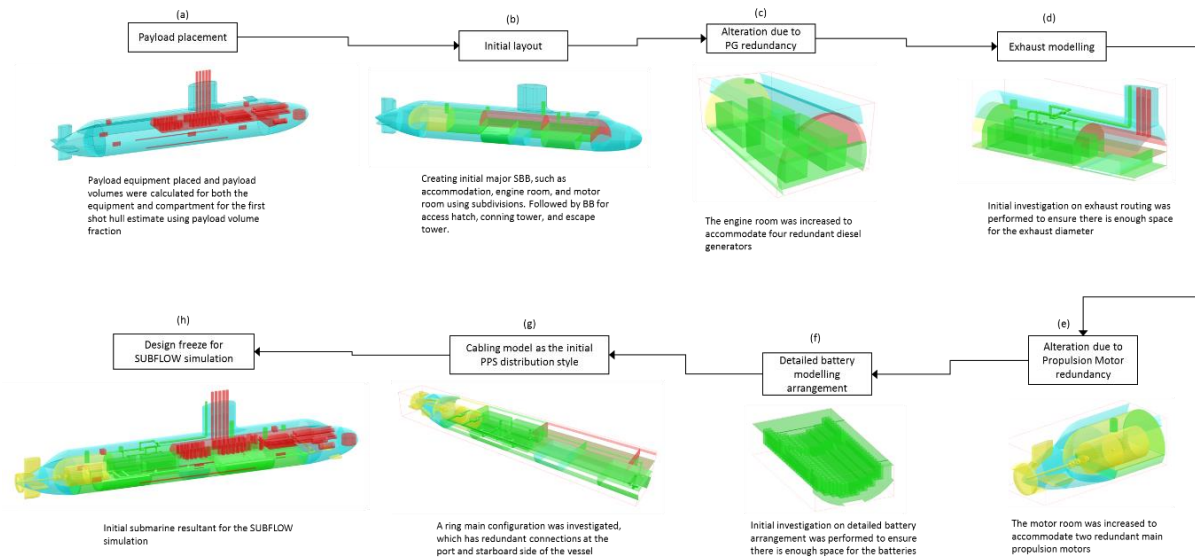 (a)
Payload placement
Payload equipment placed and payload
volumes were calculated for both the
equipment and compartment for the first
shot hull estimate using payload volume
fraction
(b)
Initial layout
Creating initial major SBB, such as
accommodation, engine room, and motor
room using subdivisions. Followed by BB for
access hatch, conning tower, and escape
tower.
(c)
Alteration due to
PG redundancy
The engine room was increased to
accommodate four redundant diesel
generators
(d)
Exhaust modelling
Initial investigation on exhaust routing was
performed to ensure there is enough space
for the exhaust diameter
(e)
Alteration due to
Propulsion Motor
redundancy
The motor room was increased to
accommodate two redundant main
propulsion motors
(f)
Detailed battery
modelling
arrangement
Initial investigation on detailed battery
arrangement was performed to ensure
there is enough space for the batteries
(g)
Cabling model as the initial
PPS distribution style
A ring main configuration was investigated,
which has redundant connections at the
port and starboard side of the vessel
(h)
Design freeze for
SUBFLOW simulation
Initial submarine resultant for the SUBFLOW
simulation